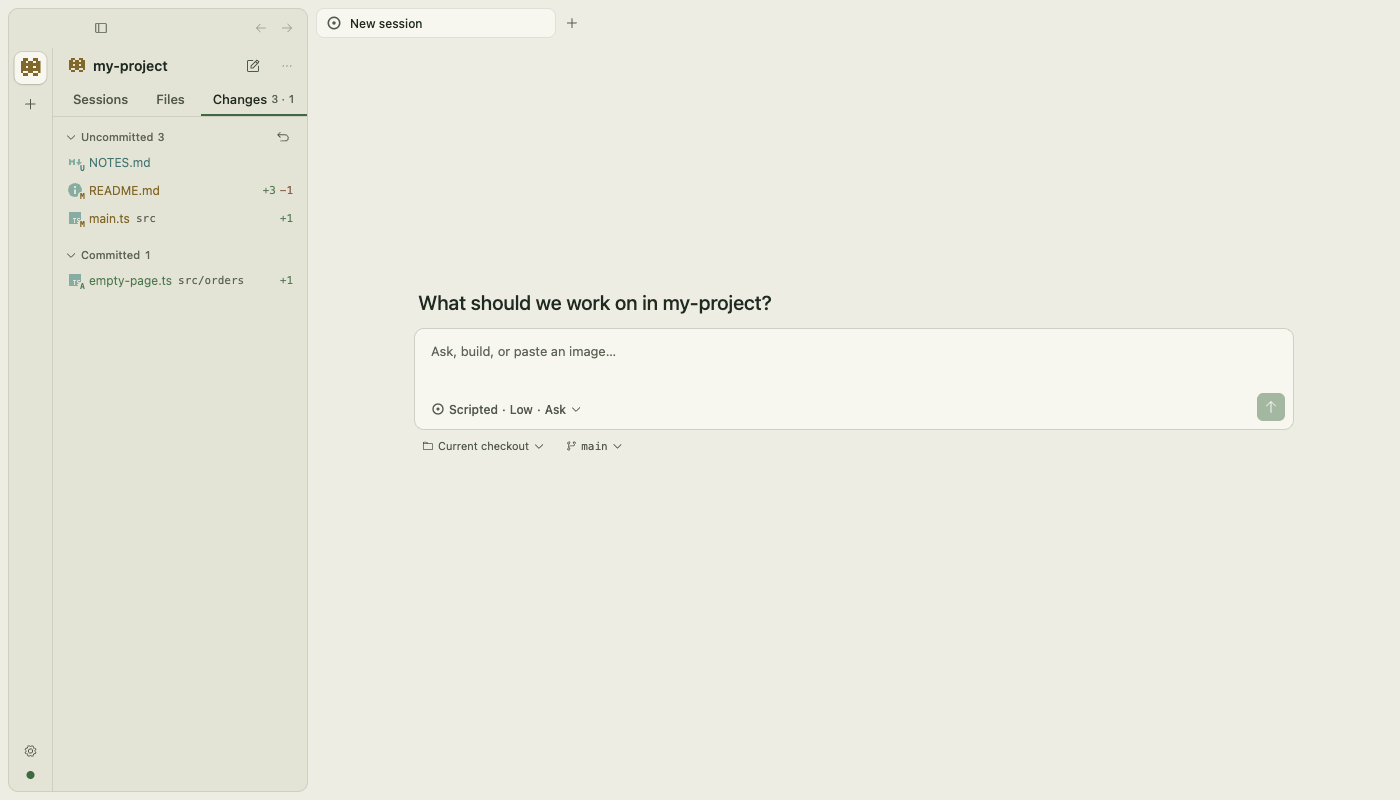 New session
my-project
Sessions Files Changes 3 · 1
Uncommitted 3
NOTES.md
README.md +3 −1
main.ts src +1
Committed 1
empty-page.ts src/orders +1
What should we work on in my-project?
Ask, build, or paste an image...
Scripted · Low · Ask
Current checkout main